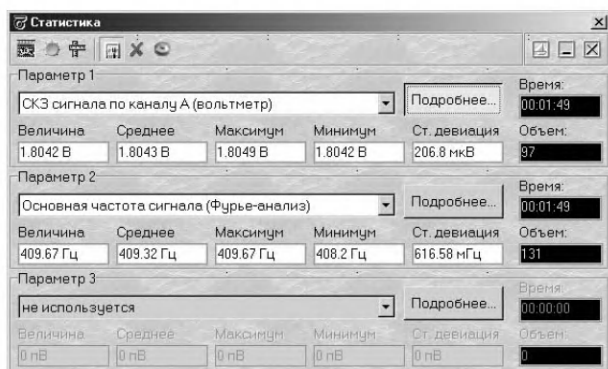 Статистика
Параметр 1
Время:
СКЗ сигнала по каналу А (вольтметр)
Подробнее...
00:01:49
Величина Среднее Максимум Минимум Ст. девиация Объем:
1.8042 В 1.8043 В 1.8049 В 1.8042 В 206.8 мкВ 97
Параметр 2
Время:
Основная частота сигнала (Фурье-анализ)
Подробнее...
00:01:49
Величина Среднее Максимум Минимум Ст. девиация Объем:
409.67 Гц 409.32 Гц 409.67 Гц 408.2 Гц 616.58 мГц 131
Параметр 3
Время:
не используется
Подробнее...
00:00:00
Величина Среднее Максимум Минимум Ст. девиация Объем:
0 пВ 0 пВ 0 пВ 0 пВ 0 пВ 0